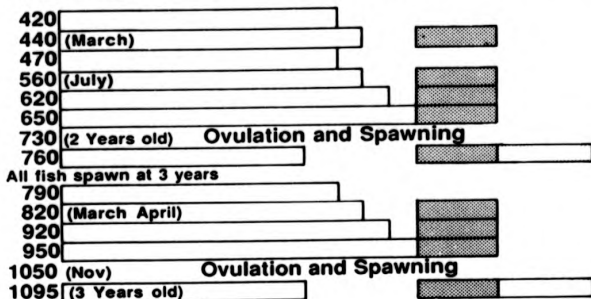 420
440 (March)
470
560 (July)
620
650
730 (2 Years old) Ovulation and Spawning
760
All fish spawn at 3 years
790
820 (March April)
920
950
1050 (Nov) Ovulation and Spawning
1095 (3 Years old)